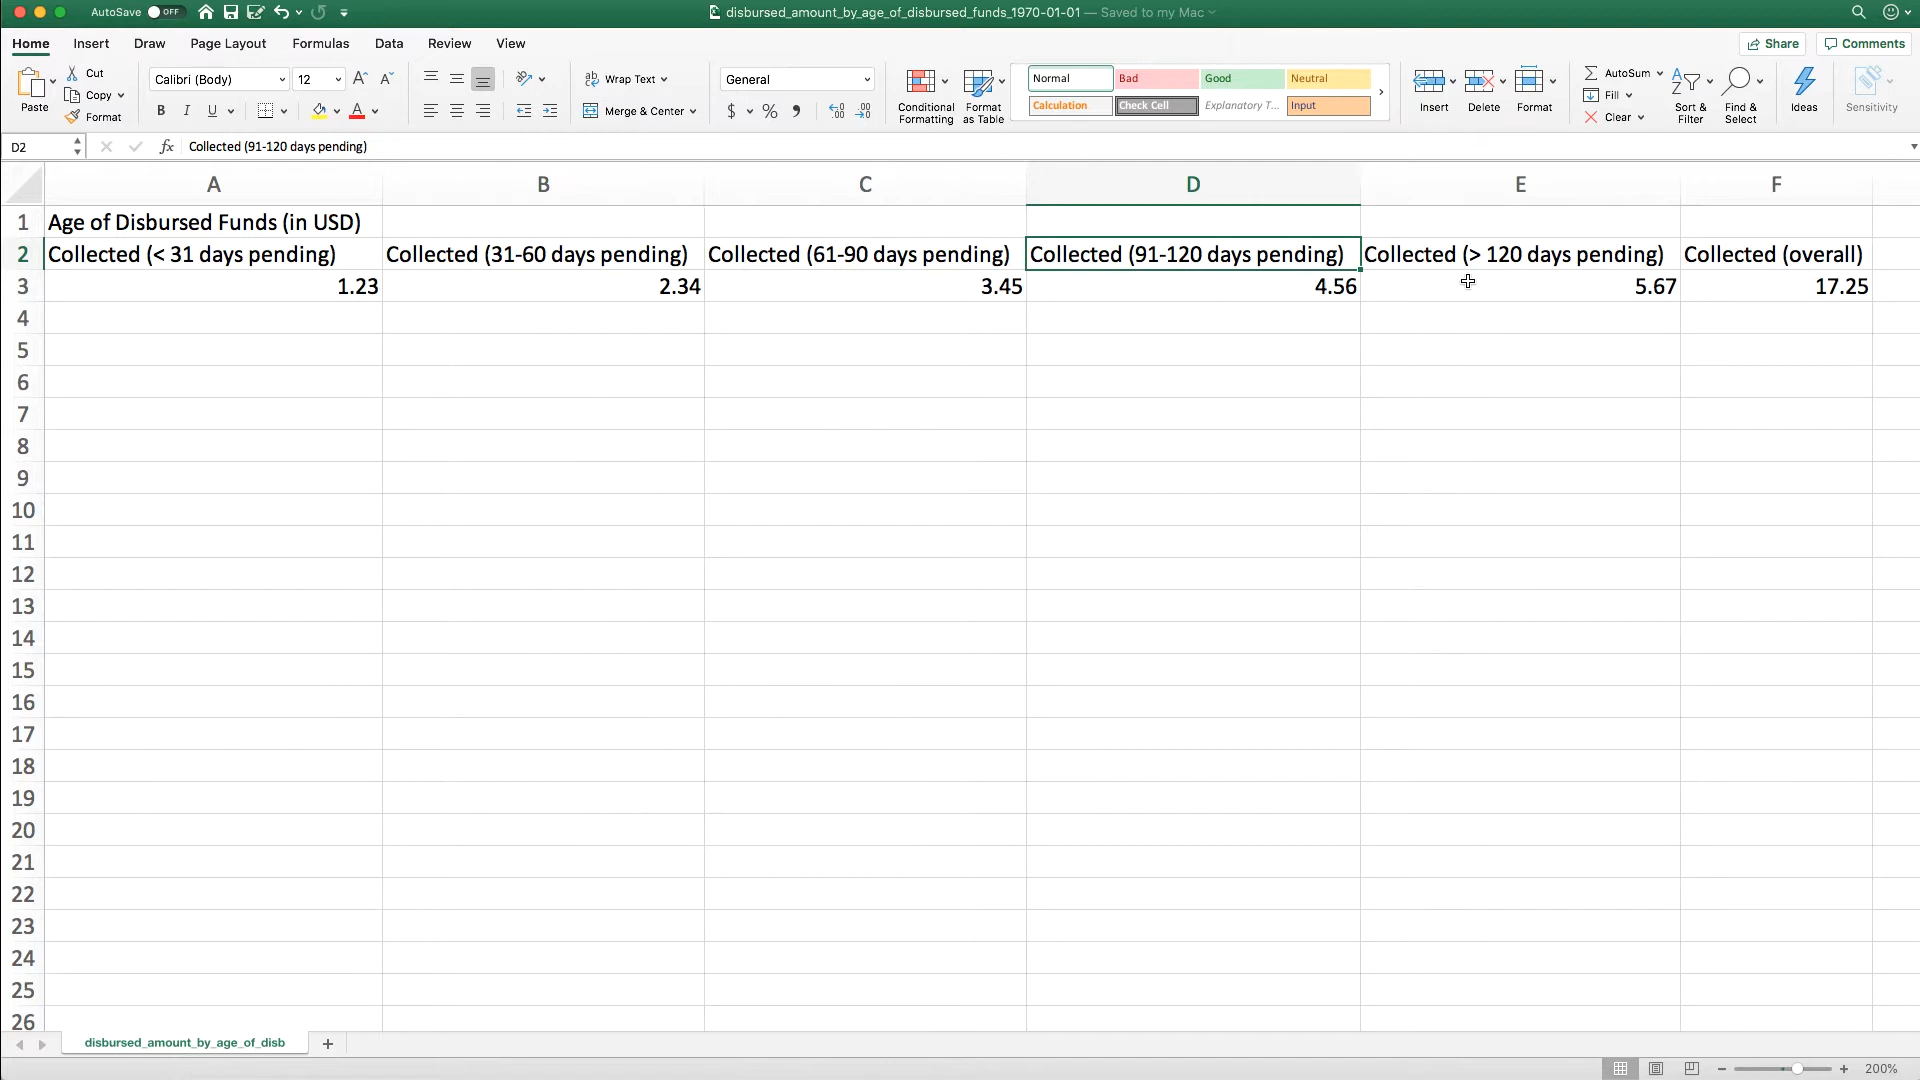 AutoSave OFF disbursed_amount_by_age_of_disbursed_funds_1970-01-01 — Saved to my Mac
Home Insert Draw Page Layout Formulas Data Review View Share Comments
Paste Cut Copy Format
Calibri (Body) 12 A A
B I U A
Wrap Text
Merge & Center
General
$ % , .0 .00 .00 .0
Conditional Formatting
Format as Table
Normal Bad Good Neutral
Calculation Check Cell Explanatory T... Input
Insert Delete Format
AutoSum
Fill
Clear
Sort & Filter
Find & Select
Ideas
Sensitivity
D2 fx Collected (91-120 days pending)
A B C D E F
1 Age of Disbursed Funds (in USD)
2 Collected (< 31 days pending) Collected (31-60 days pending) Collected (61-90 days pending) Collected (91-120 days pending) Collected (> 120 days pending) Collected (overall)
3 1.23 2.34 3.45 4.56 5.67 17.25
4
5
6
7
8
9
10
11
12
13
14
15
16
17
18
19
20
21
22
23
24
25
26
disbursed_amount_by_age_of_disb +
200%